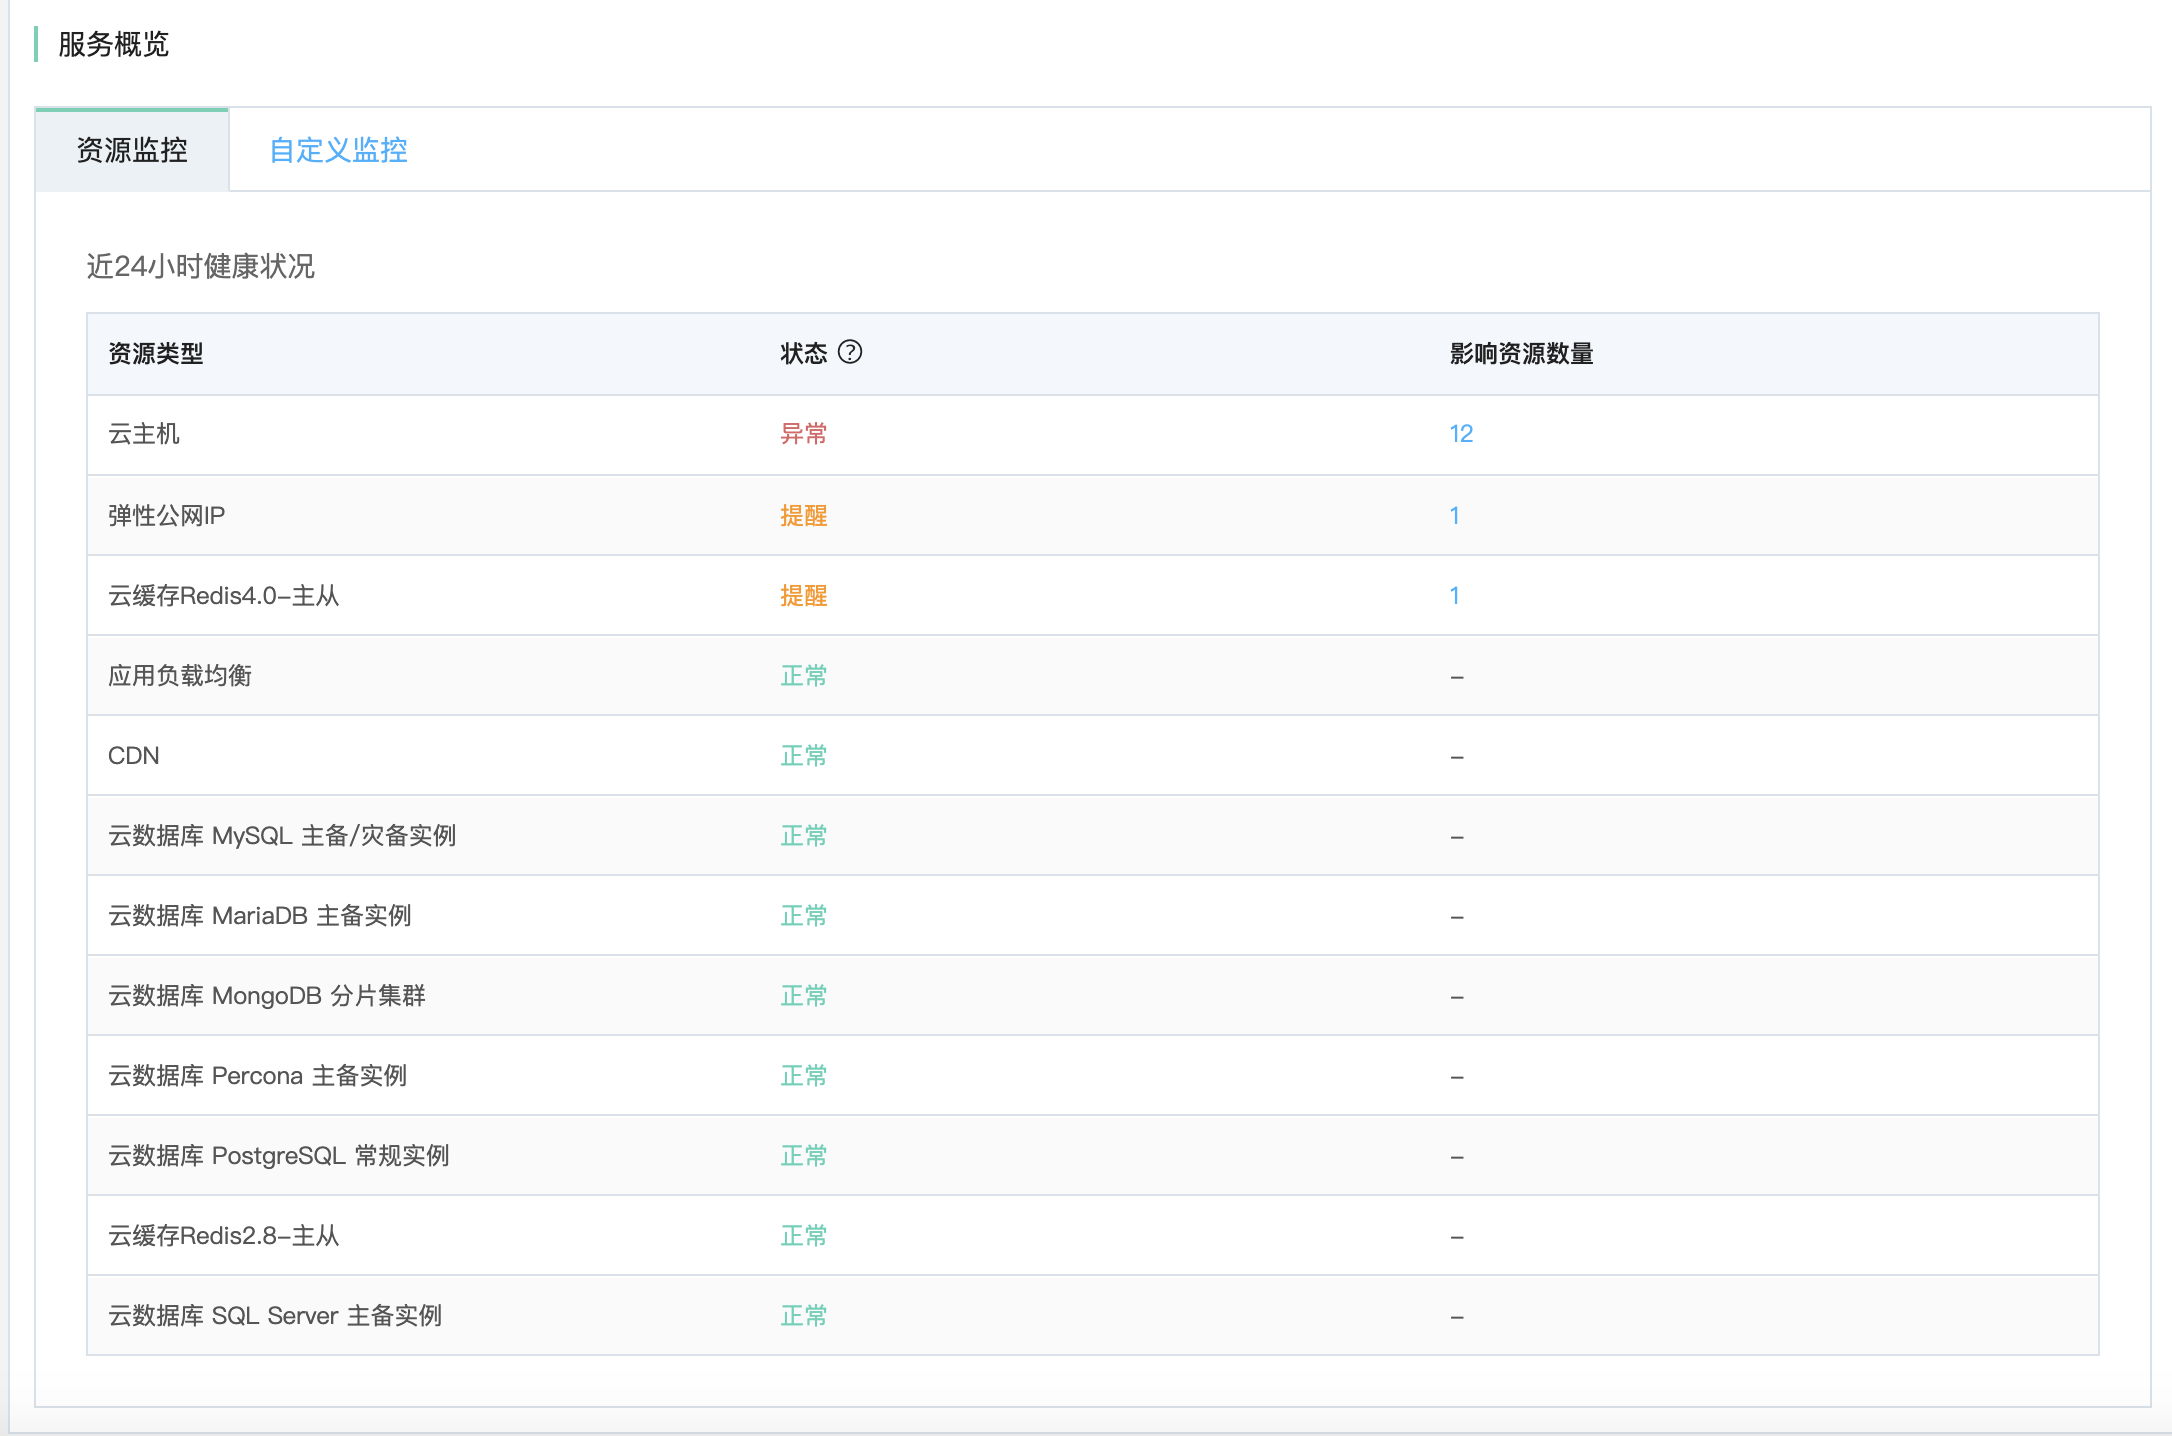 服务概览
资源监控 自定义监控
近24小时健康状况
资源类型 状态 ? 影响资源数量
云主机 异常 12
弹性公网IP 提醒 1
云缓存Redis4.0-主从 提醒 1
应用负载均衡 正常 -
CDN 正常 -
云数据库 MySQL 主备/灾备实例 正常 -
云数据库 MariaDB 主备实例 正常 -
云数据库 MongoDB 分片集群 正常 -
云数据库 Percona 主备实例 正常 -
云数据库 PostgreSQL 常规实例 正常 -
云缓存Redis2.8-主从 正常 -
云数据库 SQL Server 主备实例 正常 -